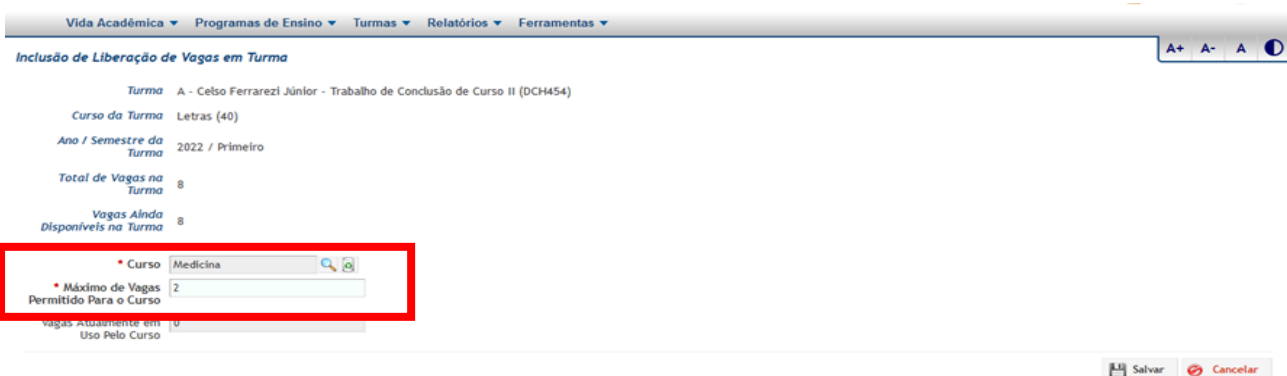 Vida Acadêmica Programas de Ensino Turmas Relatórios Ferramentas
A+ A- A
Inclusão de Liberação de Vagas em Turma
Turma A - Celso Ferrarezi Júnior - Trabalho de Conclusão de Curso II (DCH454)
Curso da Turma Letras (40)
Ano / Semestre da
Turma 2022 / Primeiro
Total de Vagas na
Turma 8
Vagas Ainda
Disponíveis na Turma 8
* Curso Medicina
* Máximo de Vagas
Permitido Para o Curso 2
Vagas Atualmente em
Uso Pelo Curso 0
Salvar Cancelar